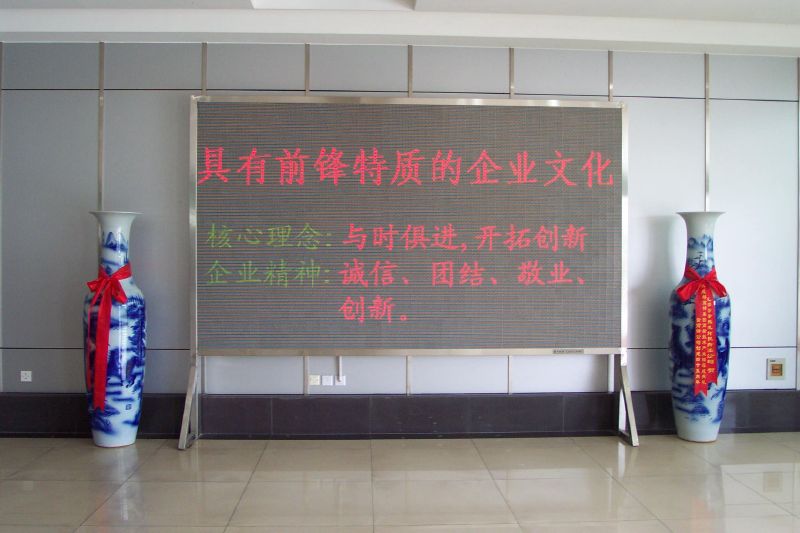 具有前锋特质的企业文化
核心理念:与时俱进,开拓创新
企业精神:诚信、团结、敬业、
创新。